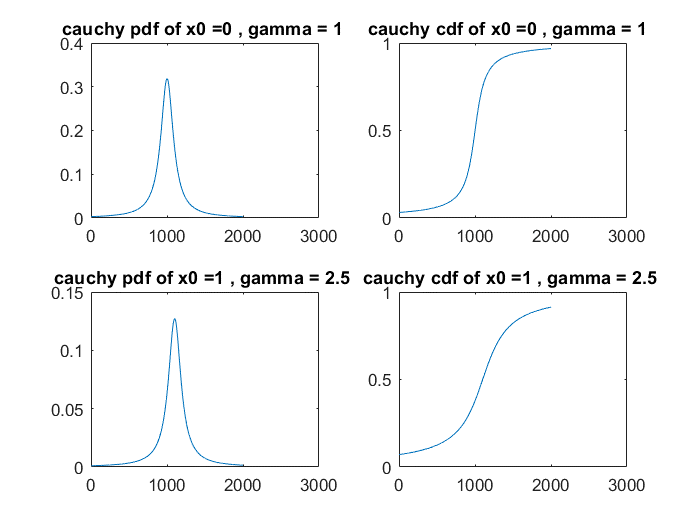 cauchy pdf of x0 =0 , gamma = 1
0.4
0.3
0.2
0.1
0
0 1000 2000 3000
cauchy cdf of x0 =0 , gamma = 1
1
0.5
0
0 1000 2000 3000
cauchy pdf of x0 =1 , gamma = 2.5
0.15
0.1
0.05
0
0 1000 2000 3000
cauchy cdf of x0 =1 , gamma = 2.5
1
0.5
0
0 1000 2000 3000